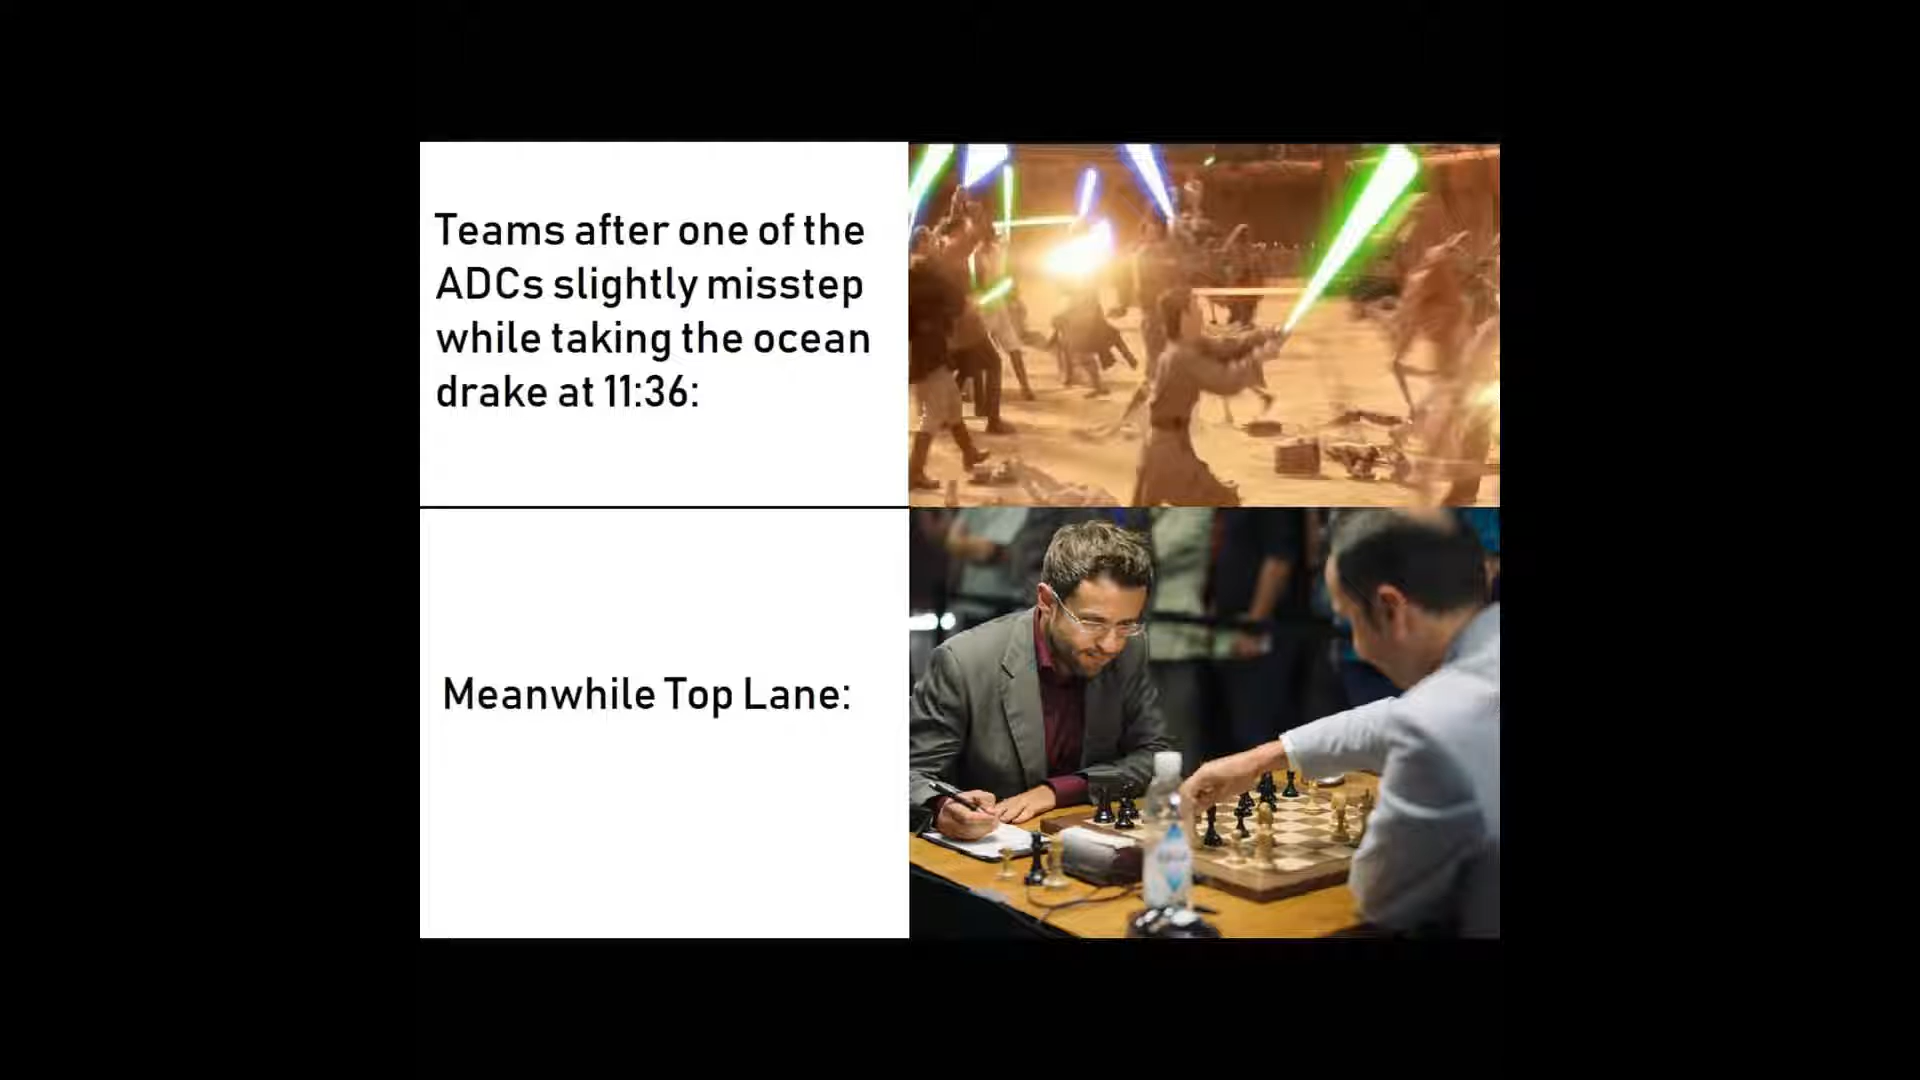 Teams after one of the
ADCs slightly misstep
while taking the ocean
drake at 11:36:
Meanwhile Top Lane: